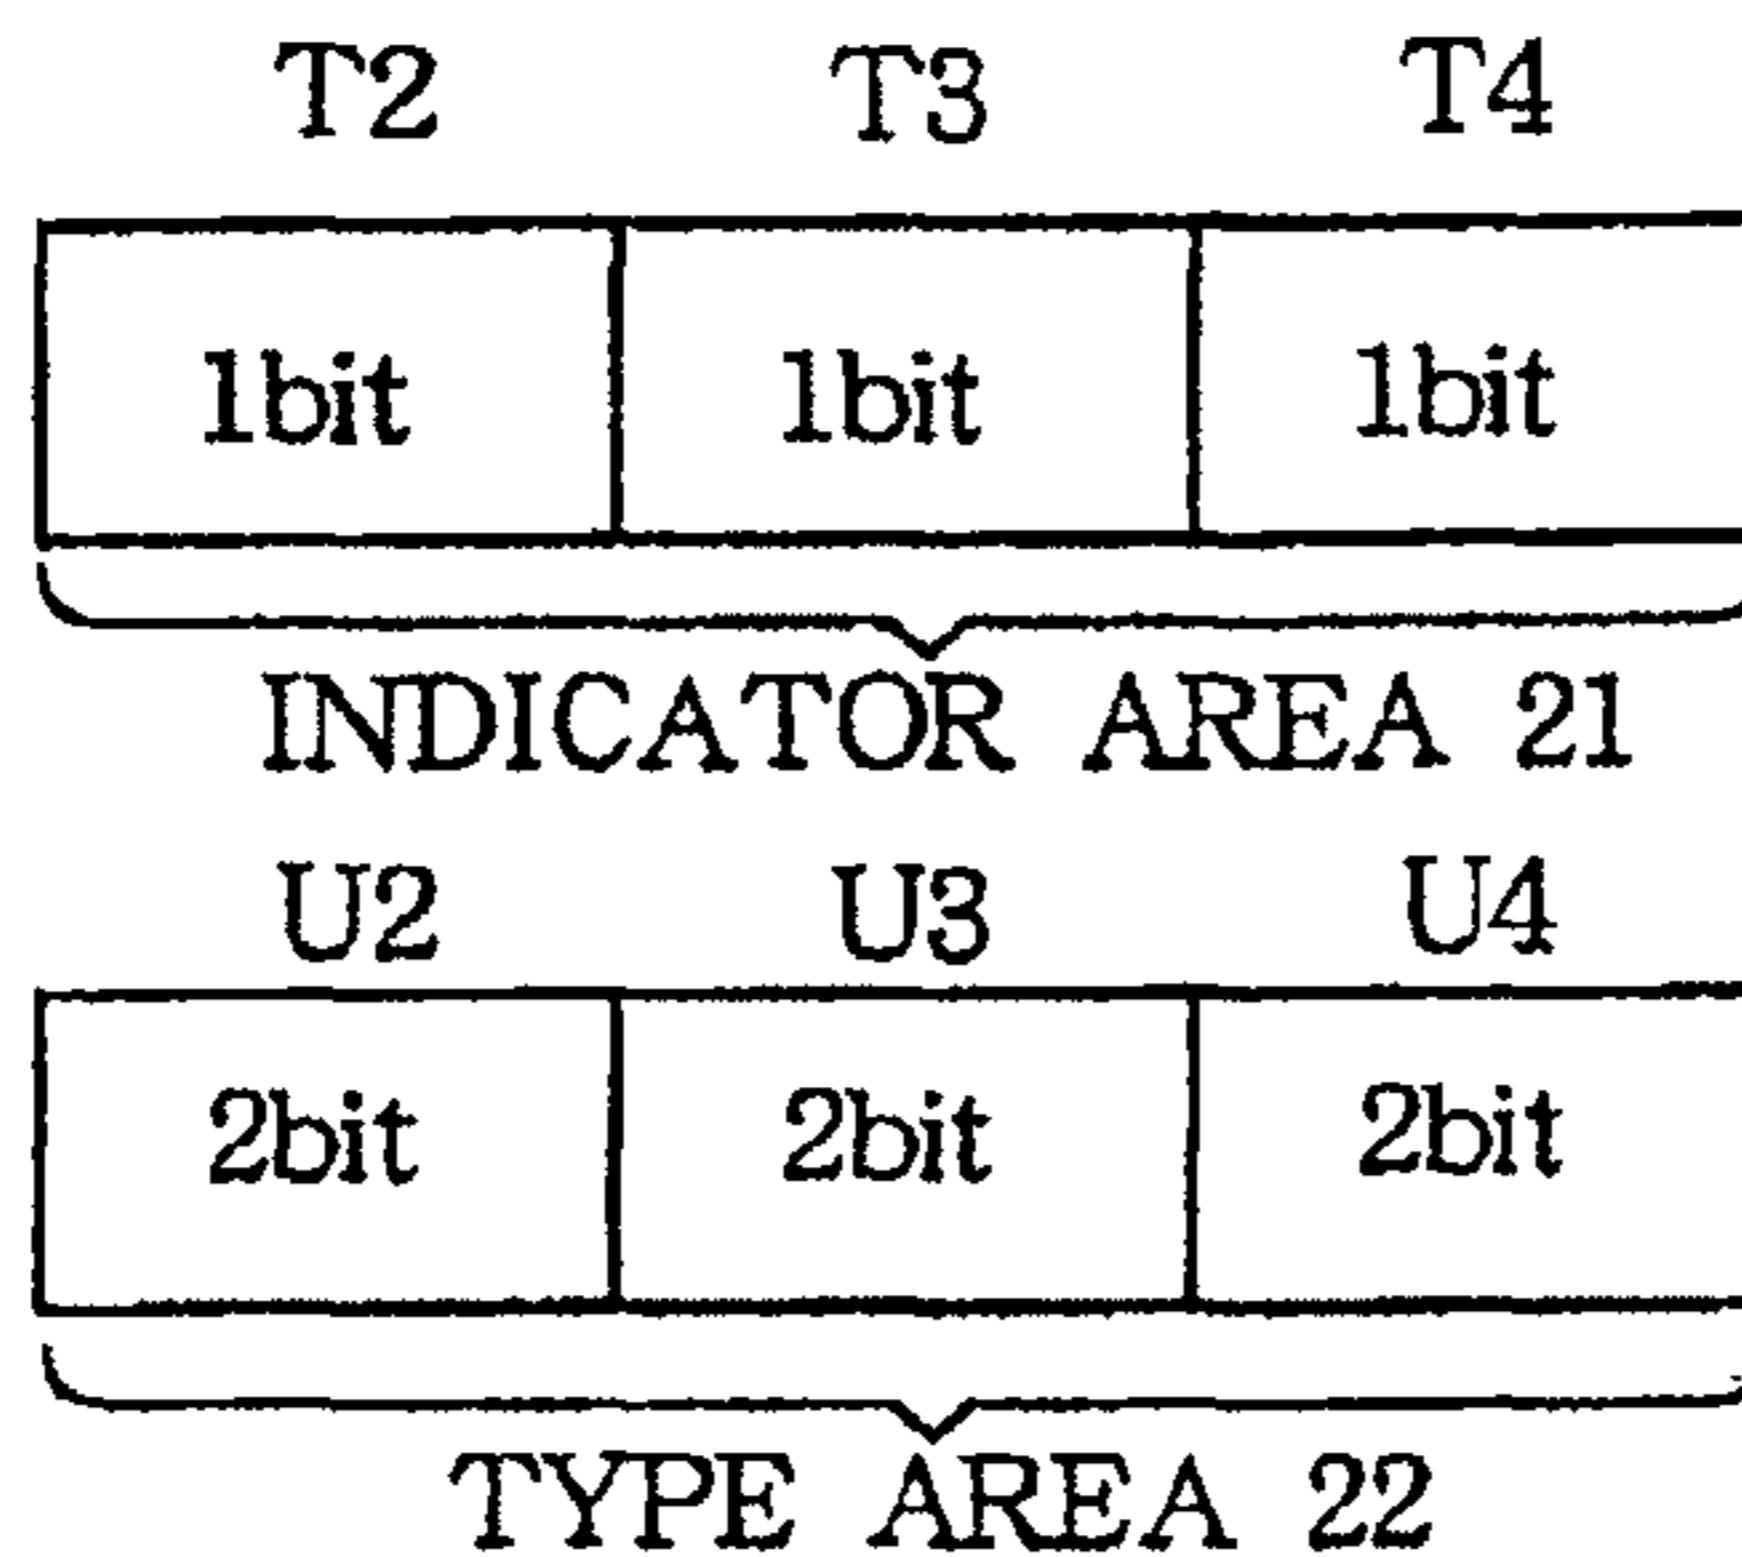 T2 T3 T4
1bit 1bit 1bit
INDICATOR AREA 21
U2 U3 U4
2bit 2bit 2bit
TYPE AREA 22